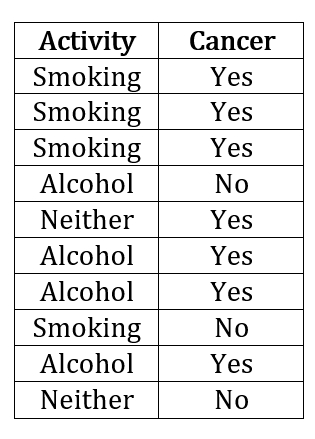 Activity Cancer
Smoking Yes
Smoking Yes
Smoking Yes
Alcohol No
Neither Yes
Alcohol Yes
Alcohol Yes
Smoking No
Alcohol Yes
Neither No